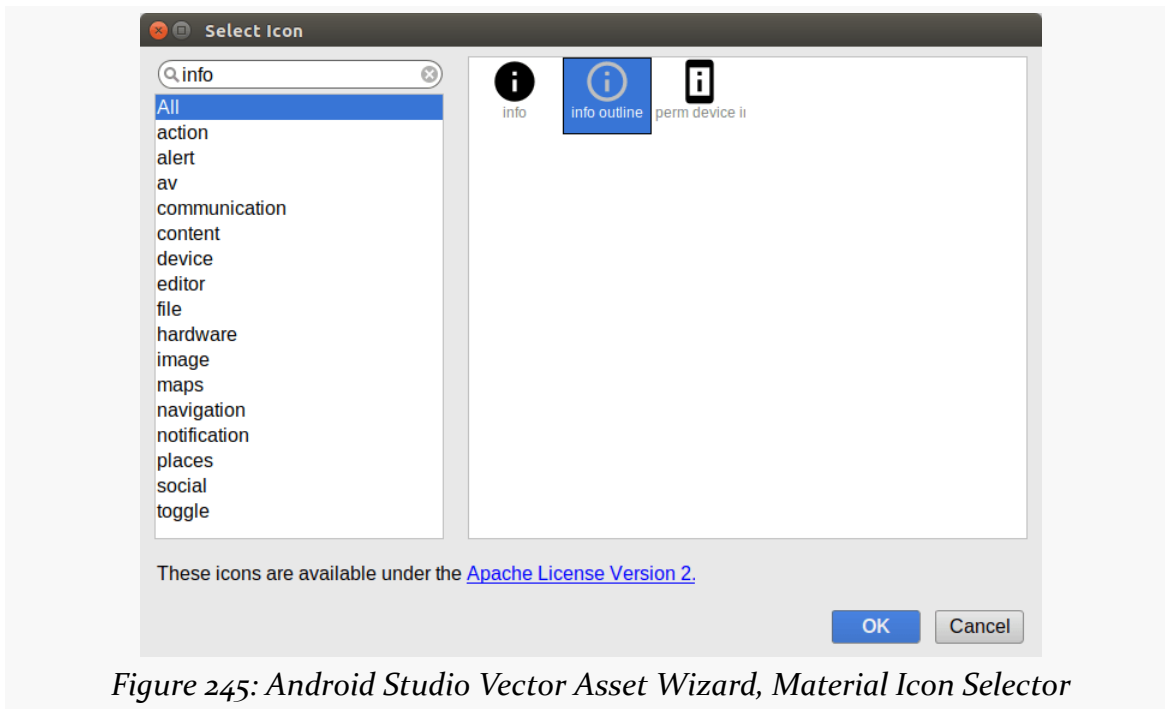 Select Icon
info
All
action
alert
av
communication
content
device
editor
file
hardware
image
maps
navigation
notification
places
social
toggle
info
info outline
perm device in
These icons are available under the Apache License Version 2.
OK
Cancel
Figure 245: Android Studio Vector Asset Wizard, Material Icon Selector